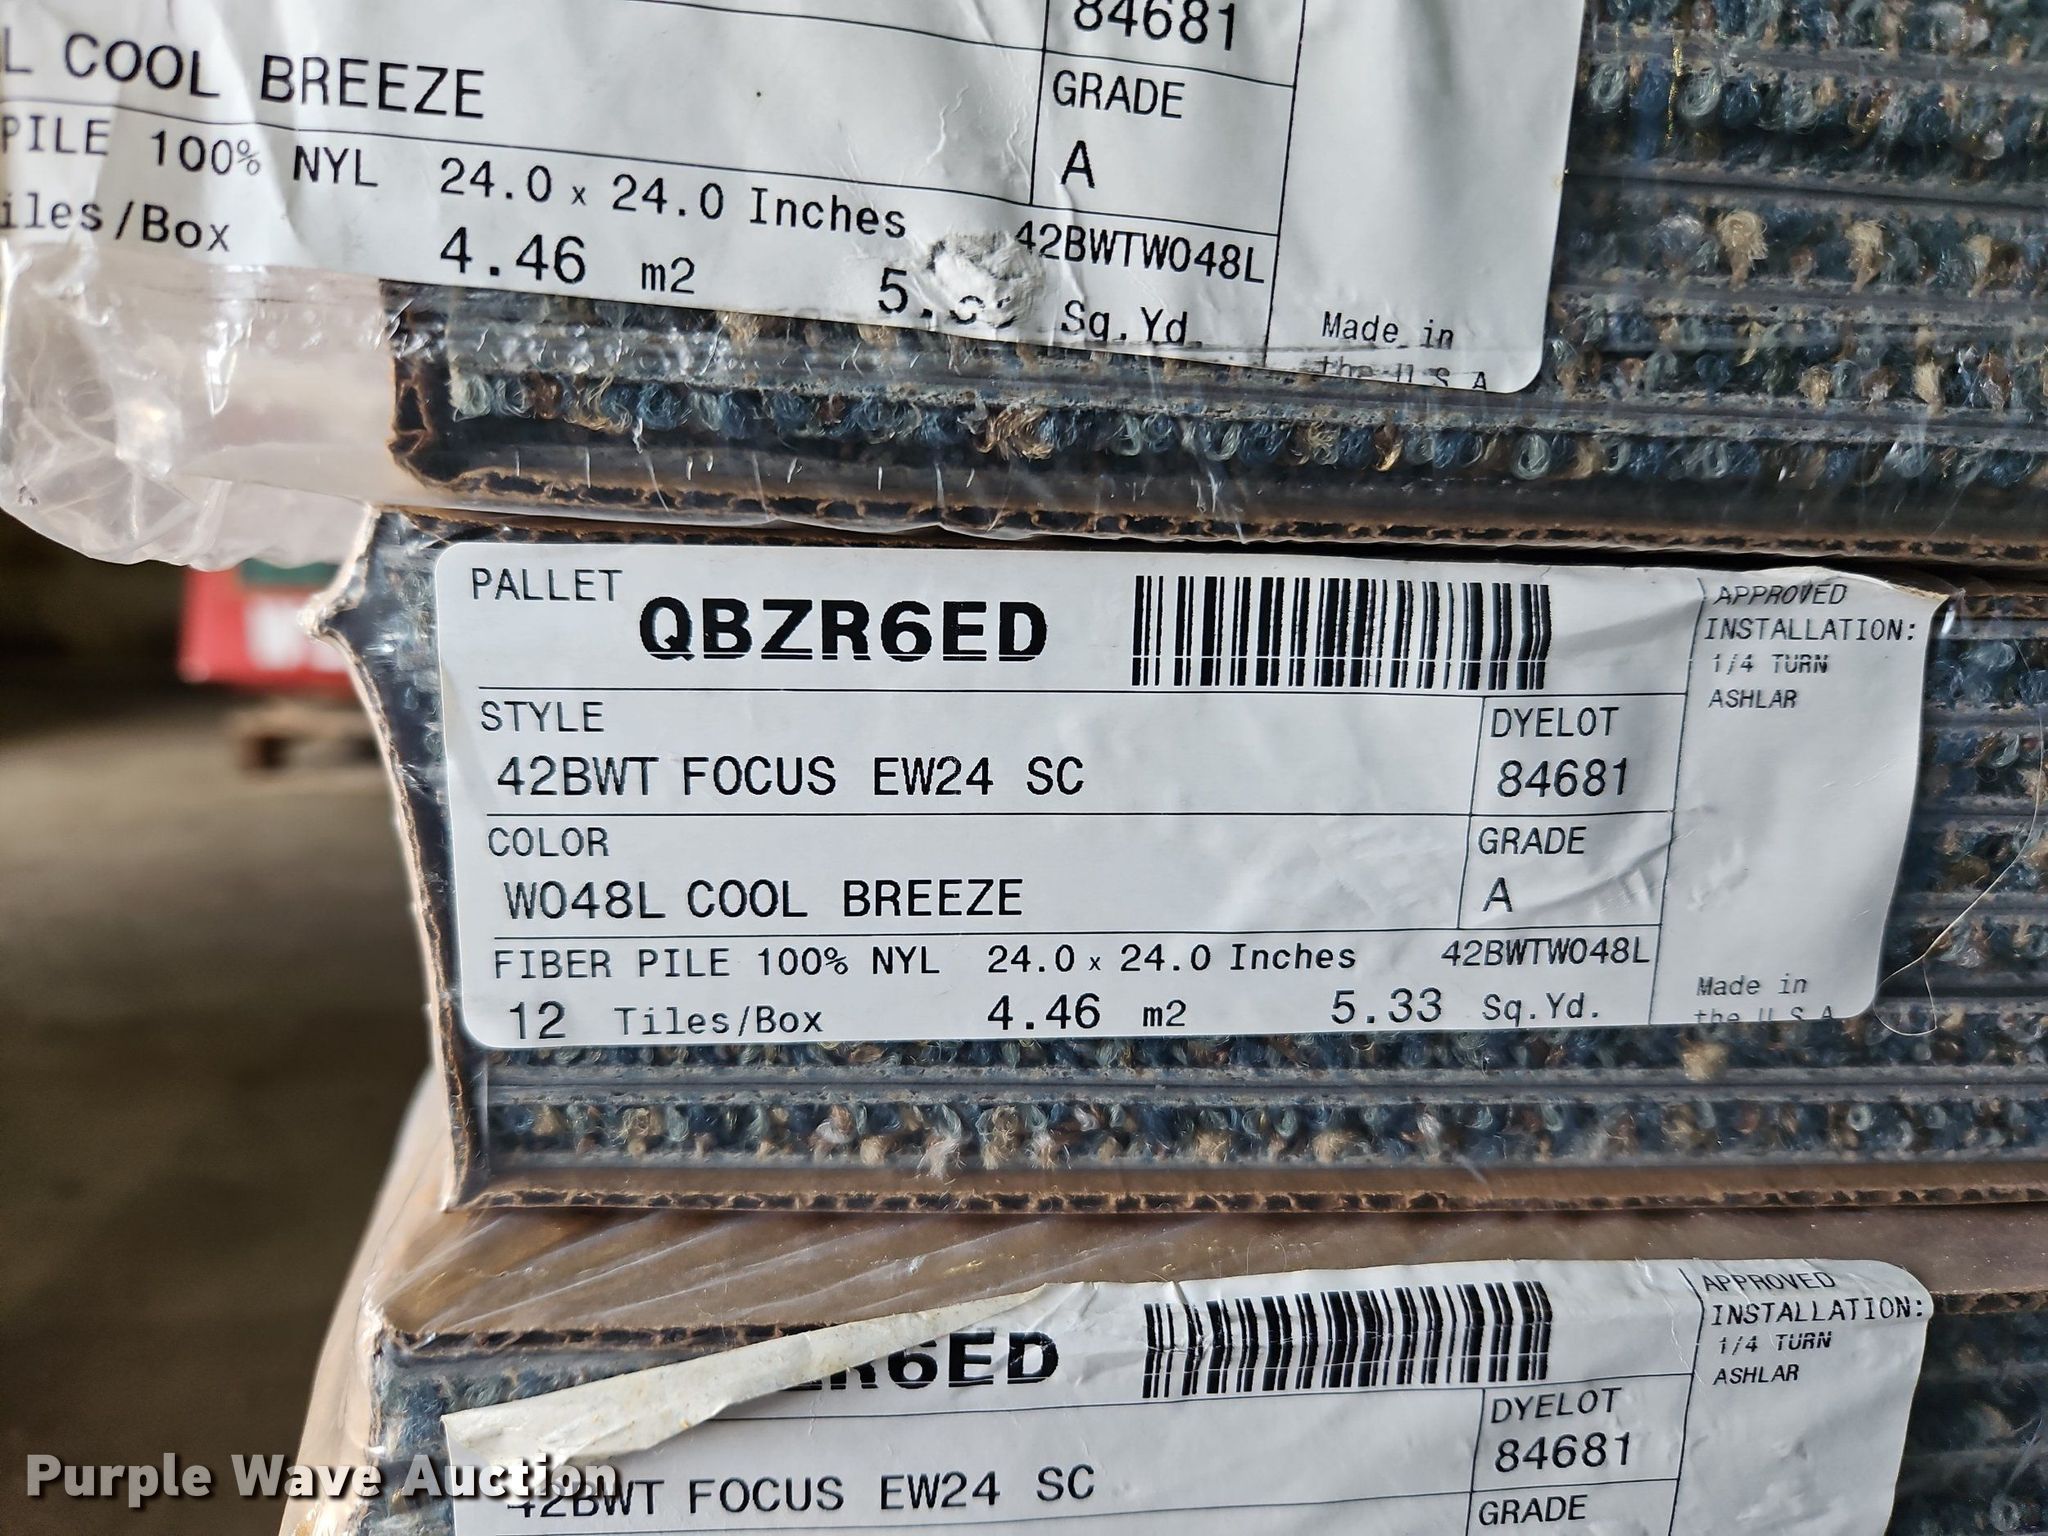 84681
L COOL BREEZE
GRADE
A
PILE 100% NYL 24.0 x 24.0 Inches 42BWTW048L
iles/Box 4.46 m2 5. Sq.Yd.
Made in
the U S A
PALLET QBZR6ED
APPROVED
INSTALLATION:
1/4 TURN
ASHLAR
STYLE
42BWT FOCUS EW24 SC
DYELOT
84681
COLOR
W048L COOL BREEZE
GRADE
A
FIBER PILE 100% NYL 24.0 x 24.0 Inches 42BWTW048L
12 Tiles/Box 4.46 m2 5.33 Sq.Yd.
Made in
the U S A
R6ED
APPROVED
INSTALLATION:
1/4 TURN
ASHLAR
DYELOT
84681
42BWT FOCUS EW24 SC
GRADE
Purple Wave Auction